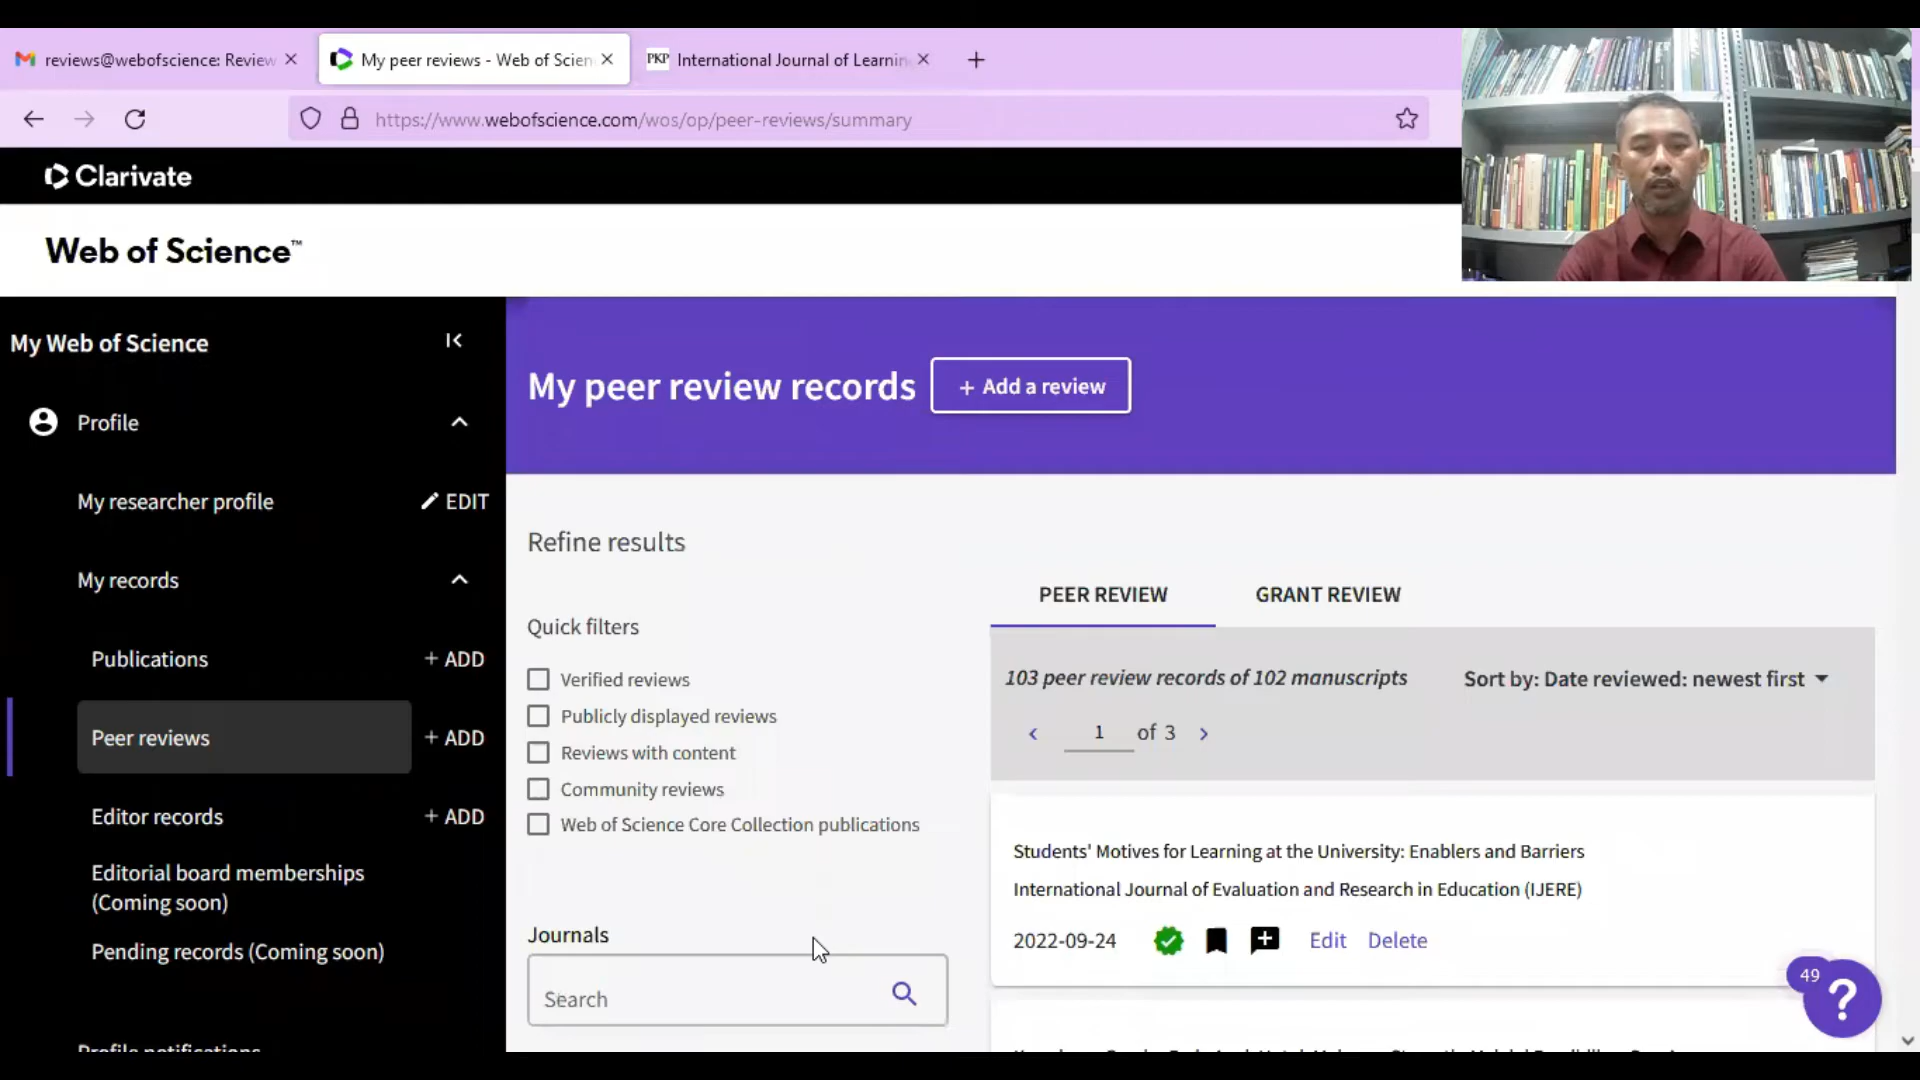 reviews@webofscience: Review
My peer reviews - Web of Scien
PKP International Journal of Learnin
https://www.webofscience.com/wos/op/peer-reviews/summary
Clarivate
Web of Science™
My Web of Science
Profile
My researcher profile
EDIT
My records
Publications
+ ADD
Peer reviews
+ ADD
Editor records
+ ADD
Editorial board memberships
(Coming soon)
Pending records (Coming soon)
Profile notifications
My peer review records
+ Add a review
Refine results
Quick filters
Verified reviews
Publicly displayed reviews
Reviews with content
Community reviews
Web of Science Core Collection publications
Journals
Search
PEER REVIEW
GRANT REVIEW
103 peer review records of 102 manuscripts
Sort by: Date reviewed: newest first
1 of 3
Students' Motives for Learning at the University: Enablers and Barriers
International Journal of Evaluation and Research in Education (IJERE)
2022-09-24
Edit
Delete
49
?